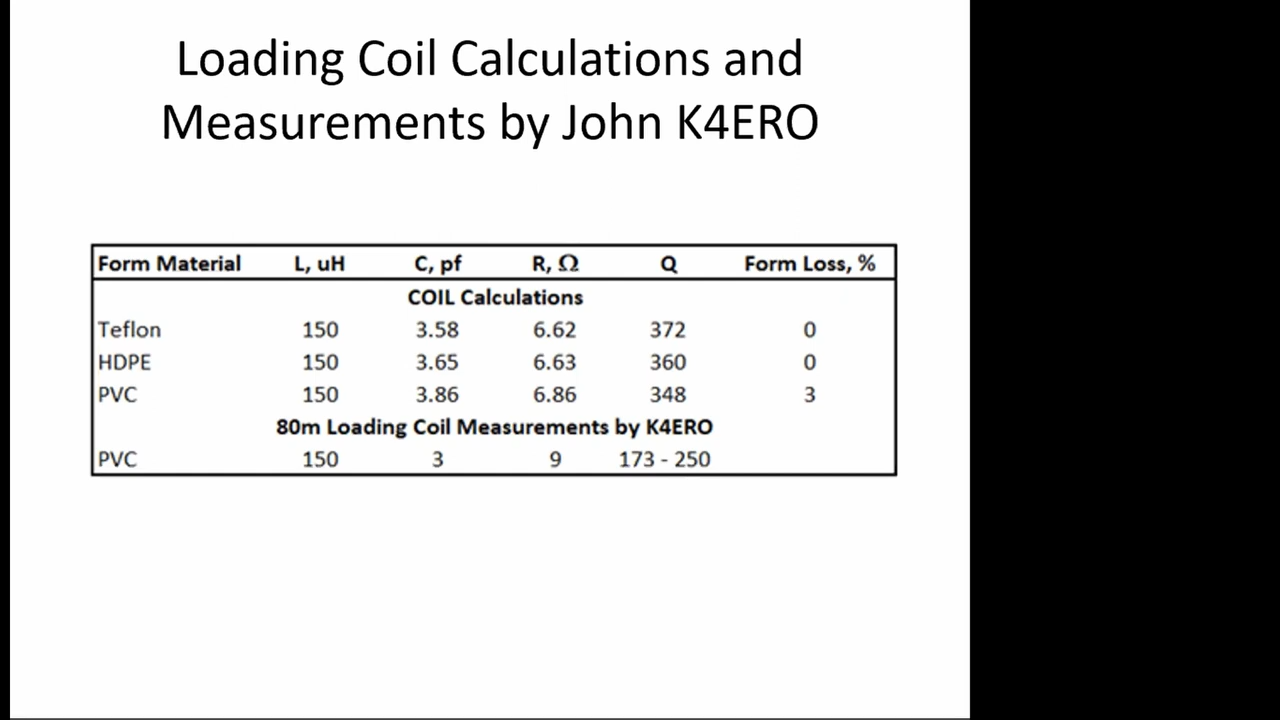 Loading Coil Calculations and
Measurements by John K4ERO
Form Material L, uH C, pf R, Ω Q Form Loss, %
COIL Calculations
Teflon 150 3.58 6.62 372 0
HDPE 150 3.65 6.63 360 0
PVC 150 3.86 6.86 348 3
80m Loading Coil Measurements by K4ERO
PVC 150 3 9 173 - 250